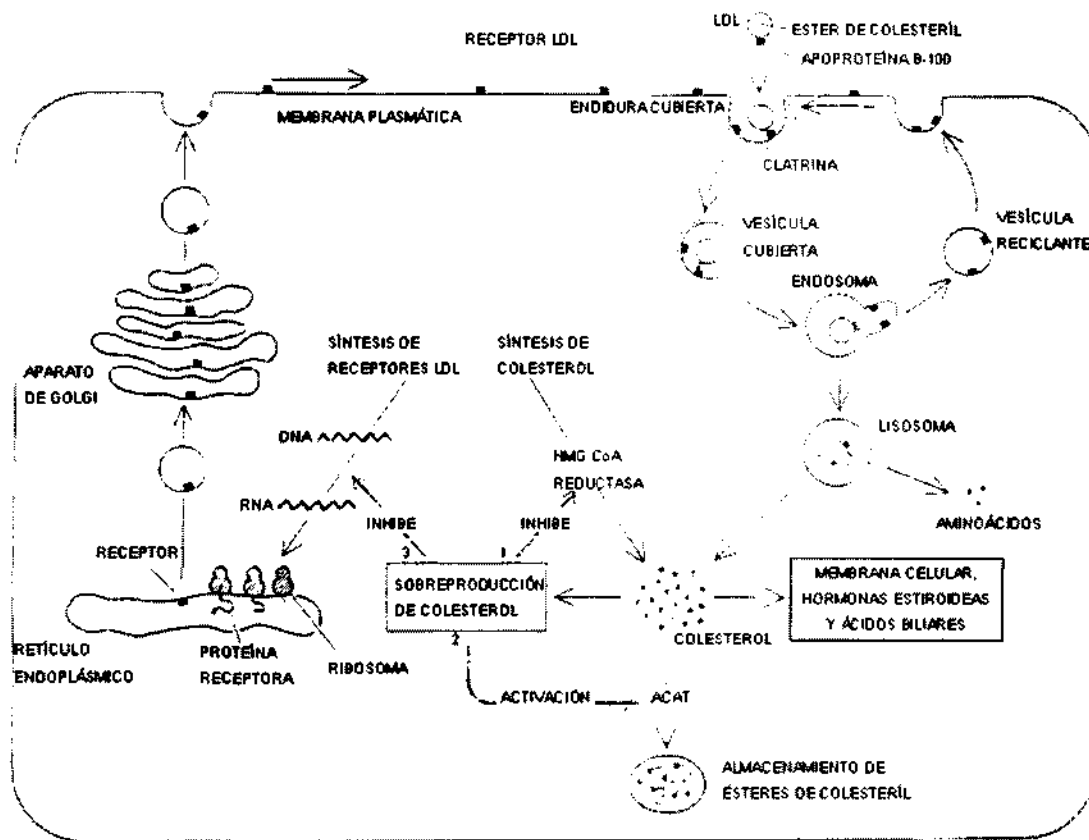 LDL
ESTER DE COLESTERÍL
APOPROTEÍNA B-100
RECEPTOR LDL
MEMBRANA PLASMÁTICA
ENDIDURA CUBIERTA
CLATRINA
VESÍCULA
CUBIERTA
VESÍCULA
RECICLANTE
ENDOSOMA
APARATO
DE GOLGI
SÍNTESIS DE
RECEPTORES LDL
SÍNTESIS DE
COLESTEROL
LISOSOMA
DNA
HMG CoA
REDUCTASA
RNA
INHIBE
INHIBE
AMINOÁCIDOS
RECEPTOR
3
1
SOBREPRODUCCIÓN
DE COLESTEROL
2
COLESTEROL
MEMBRANA CELULAR,
HORMONAS ESTIROIDEAS
Y ÁCIDOS BILIARES
RETÍCULO
ENDOPLÁSMICO
PROTEÍNA
RECEPTORA
RIBOSOMA
ACTIVACIÓN
ACAT
ALMACENAMIENTO DE
ÉSTERES DE COLESTERÍL